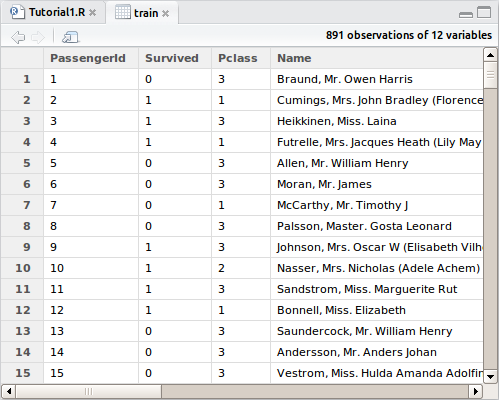 Tutorial1.R train
891 observations of 12 variables
PassengerId Survived Pclass Name
1 1 0 3 Braund, Mr. Owen Harris
2 2 1 1 Cumings, Mrs. John Bradley (Florence
3 3 1 3 Heikkinen, Miss. Laina
4 4 1 1 Futrelle, Mrs. Jacques Heath (Lily May
5 5 0 3 Allen, Mr. William Henry
6 6 0 3 Moran, Mr. James
7 7 0 1 McCarthy, Mr. Timothy J
8 8 0 3 Palsson, Master. Gosta Leonard
9 9 1 3 Johnson, Mrs. Oscar W (Elisabeth Vilh
10 10 1 2 Nasser, Mrs. Nicholas (Adele Achem)
11 11 1 3 Sandstrom, Miss. Marguerite Rut
12 12 1 1 Bonnell, Miss. Elizabeth
13 13 0 3 Saundercock, Mr. William Henry
14 14 0 3 Andersson, Mr. Anders Johan
15 15 0 3 Vestrom, Miss. Hulda Amanda Adolfin